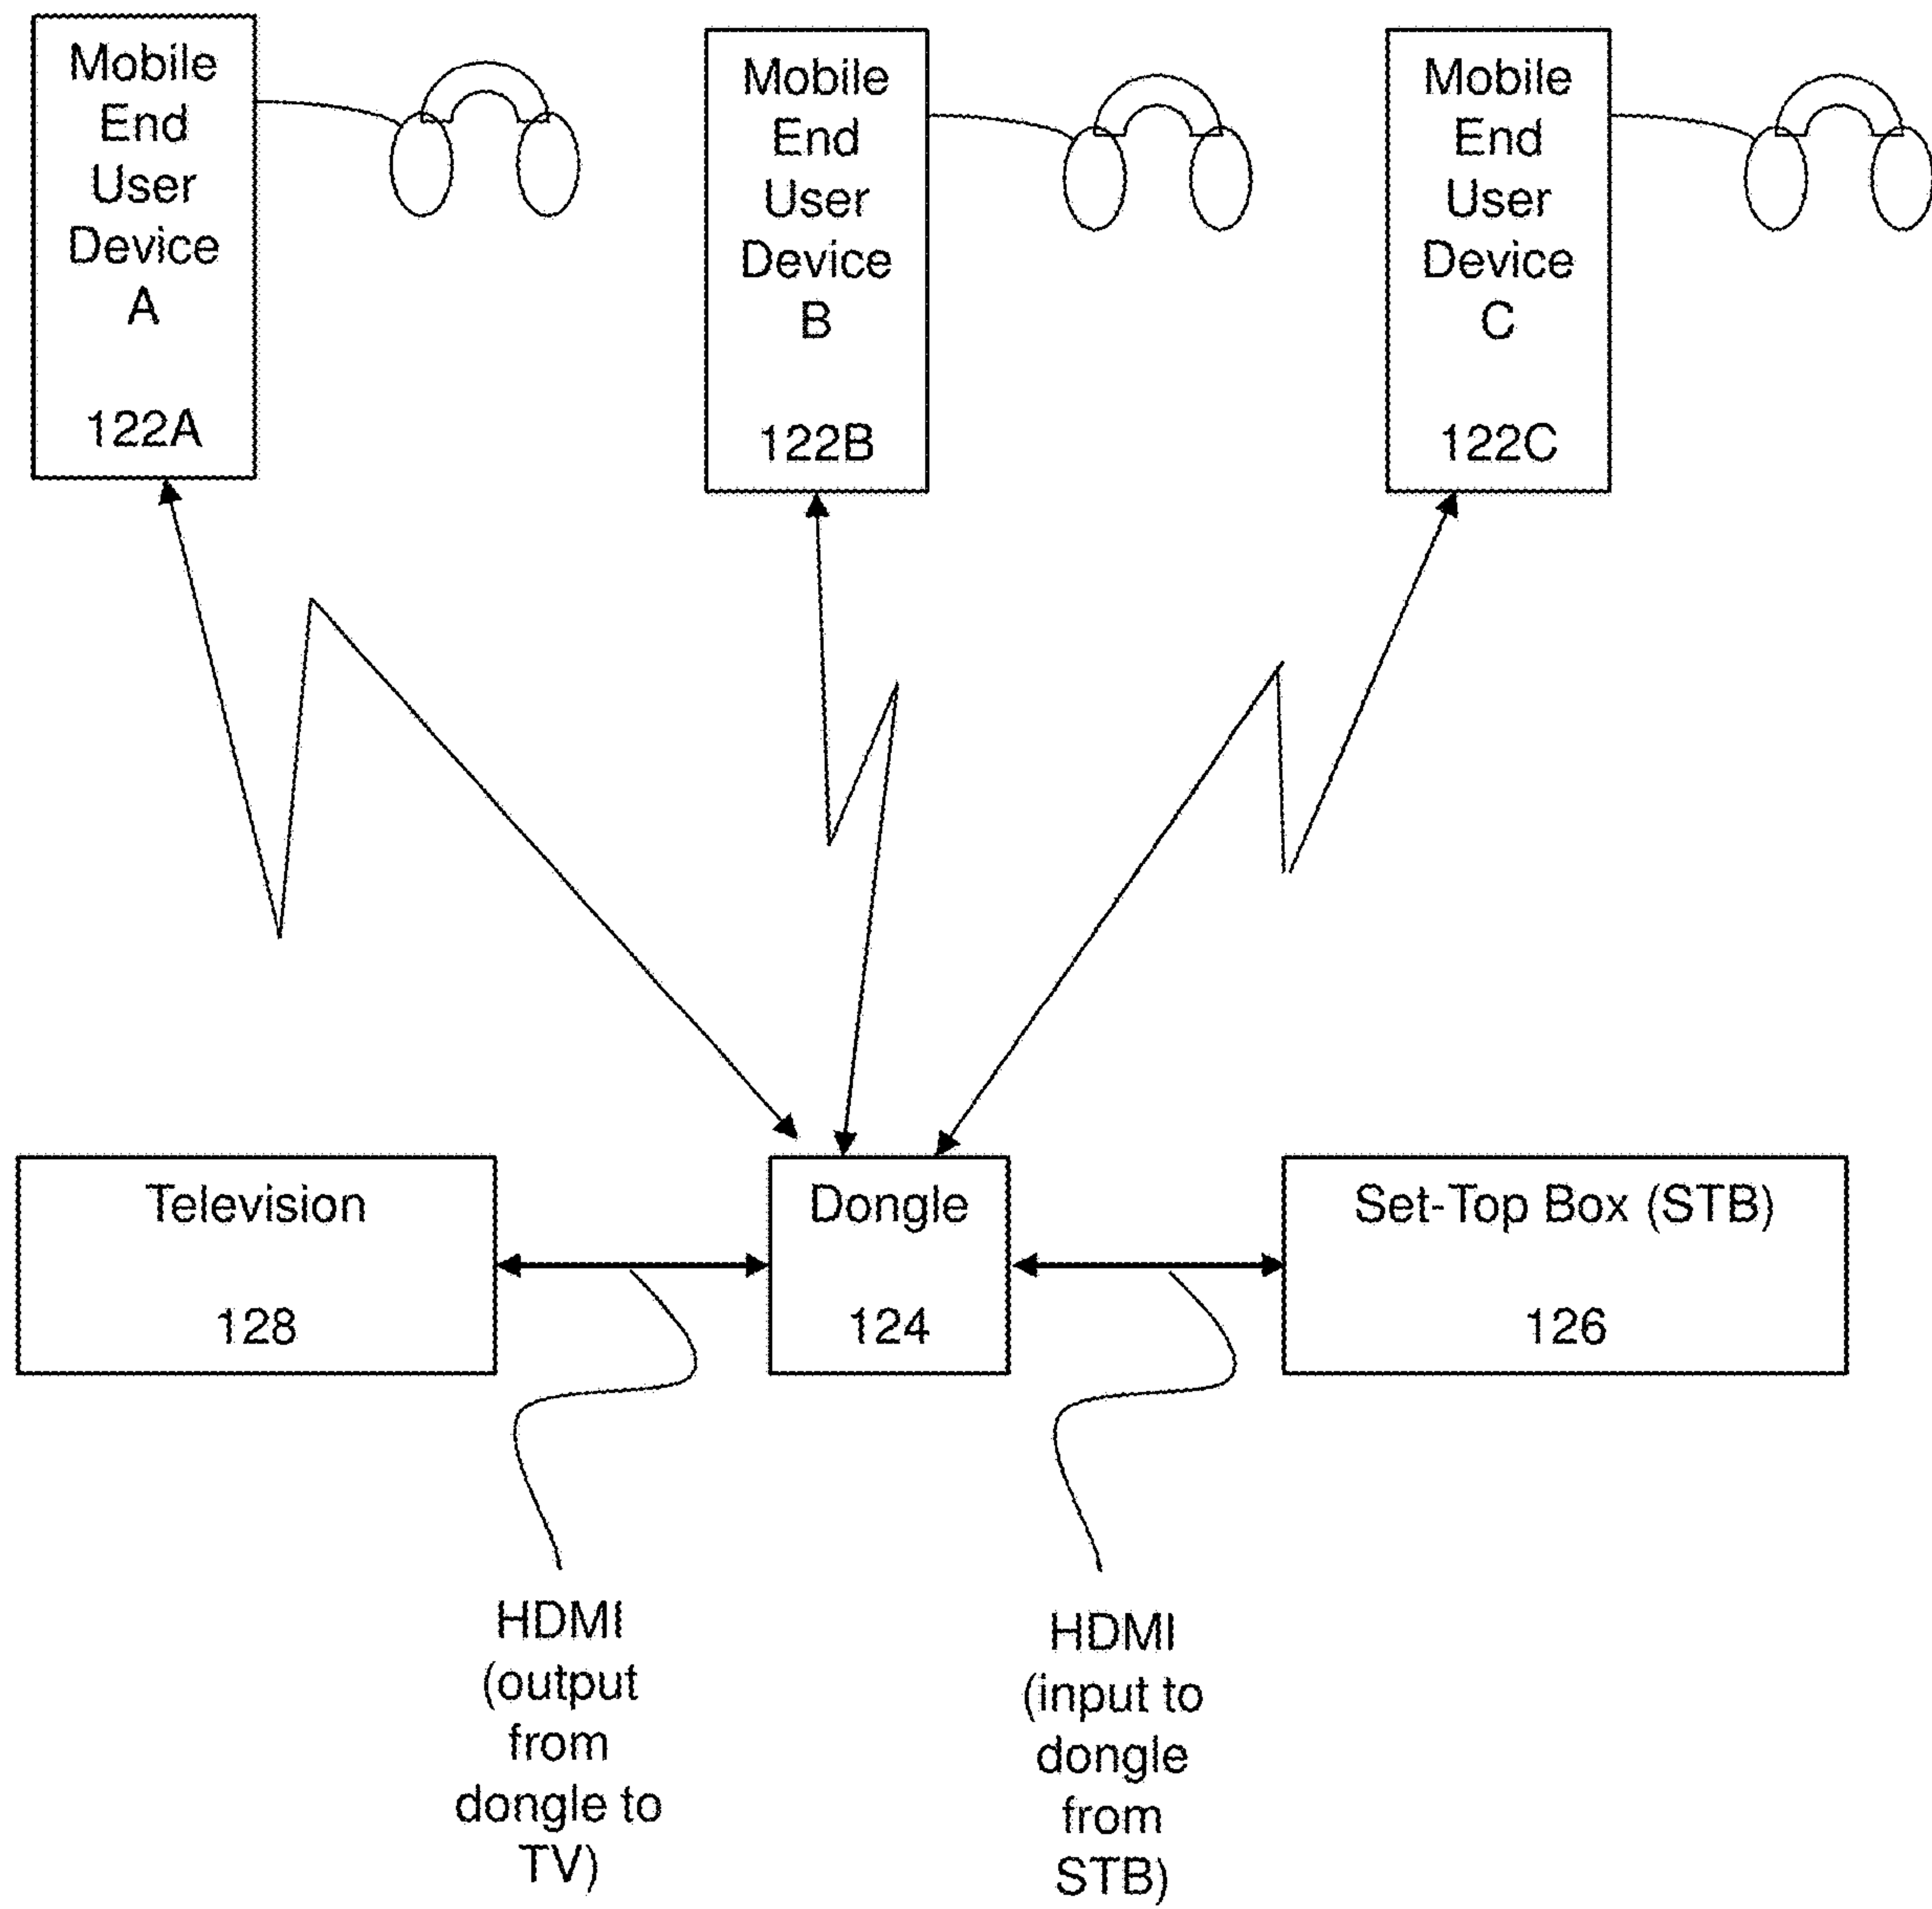 Mobile
End
User
Device
A
122A
Mobile
End
User
Device
B
122B
Mobile
End
User
Device
C
122C
Television
128
Dongle
124
Set-Top Box (STB)
126
HDMI
(output
from
dongle to
TV)
HDMI
(input to
dongle
from
STB)